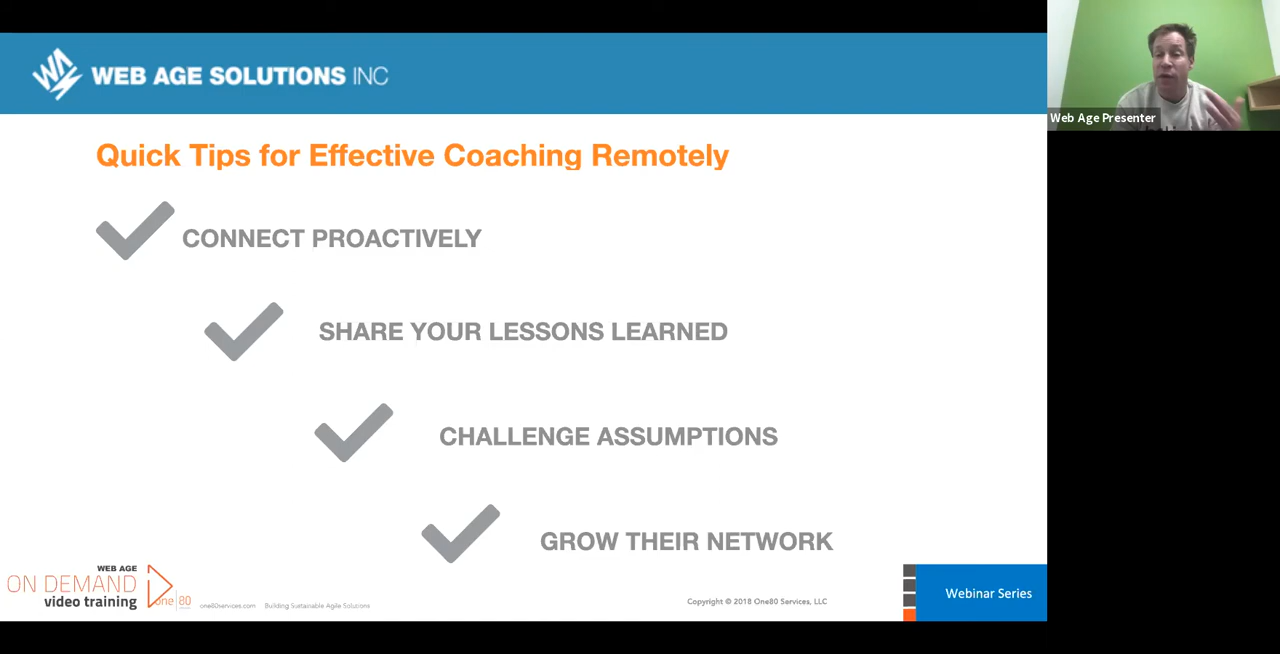 WEB AGE SOLUTIONS INC
Web Age Presenter
Quick Tips for Effective Coaching Remotely
CONNECT PROACTIVELY
SHARE YOUR LESSONS LEARNED
CHALLENGE ASSUMPTIONS
GROW THEIR NETWORK
WEB AGE
ON DEMAND
video training
one 80
one80services.com Building Sustainable Agile Solutions
Copyright © 2018 One80 Services, LLC
Webinar Series